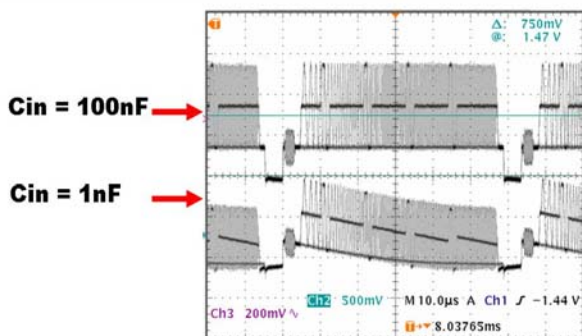 T
Δ: 750mV
@: 1.47 V
Cin = 100nF
Cin = 1nF
Ch2 500mV M 10.0µs A Ch1 ʃ −1.44 V
Ch3 200mV∿
T→▼ 8.03765ms